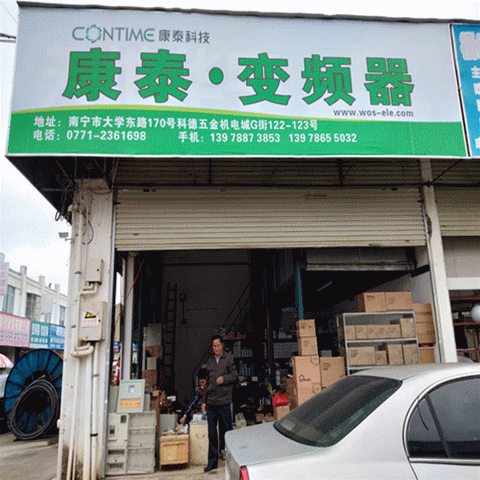 CONTIME 康泰科技
康泰·变频器
www.wos-ele.com
地址：南宁市大学东路170号科德五金机电城G街122-123号
电话：0771-2361698 手机：139 7887 3853 139 7865 5032